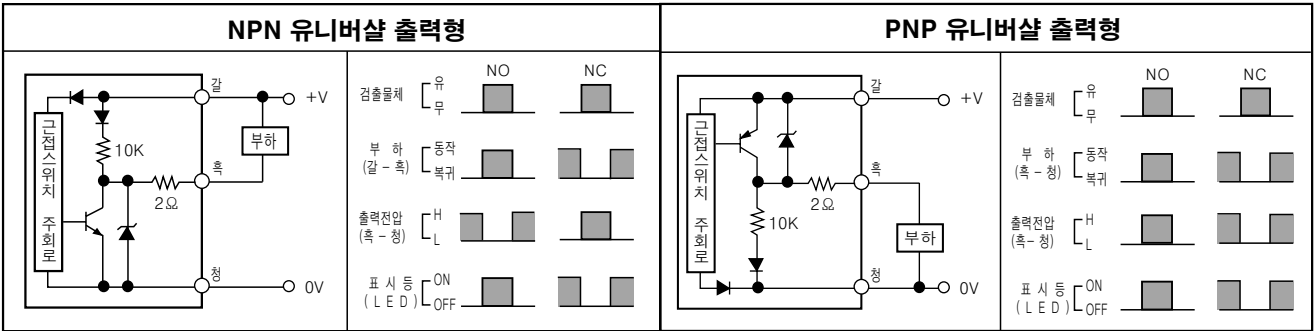 NPN 유니버샬 출력형
갈
+V
근접스위치 주회로
10K
부하
흑
2Ω
청
0V
NO NC
검출물체 유
무
부 하
(갈 – 흑) 동작
복귀
출력전압
(흑 – 청) H
L
표 시 등
(LED) ON
OFF
PNP 유니버샬 출력형
갈
+V
근접스위치 주회로
흑
2Ω
10K
부하
청
0V
NO NC
검출물체 유
무
부 하
(흑 – 청) 동작
복귀
출력전압
(흑– 청) H
L
표 시 등
(LED) ON
OFF